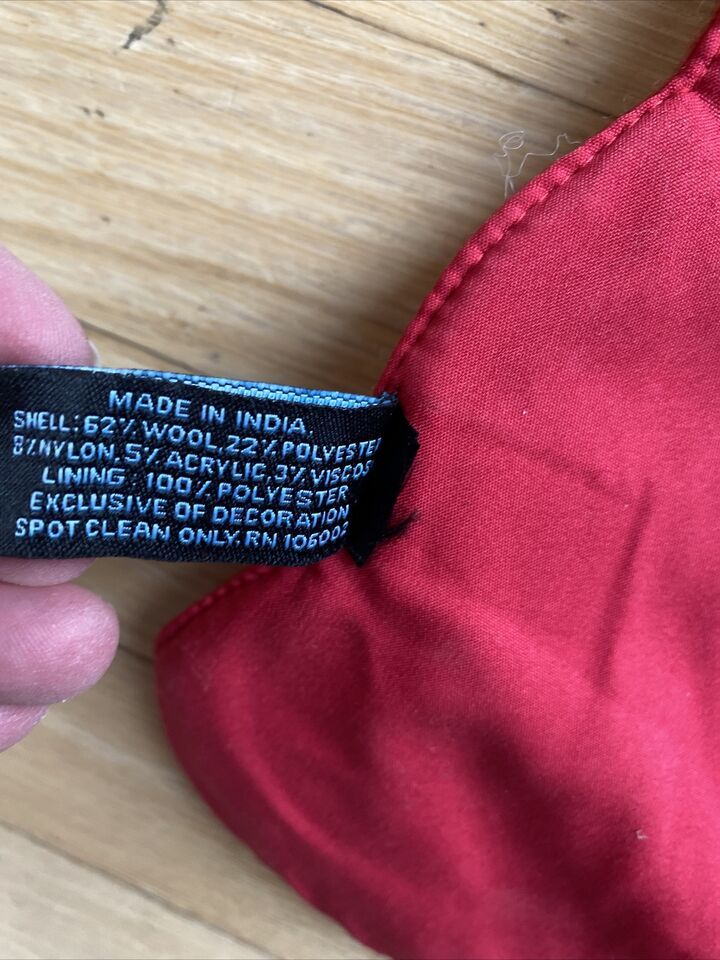 MADE IN INDIA.
SHELL:62% WOOL.22% POLYESTE
8% NYLON.5% ACRYLIC.3% VISCOS
LINING 100% POLYESTER
EXCLUSIVE OF DECORATION
SPOT CLEAN ONLY. RN 106002